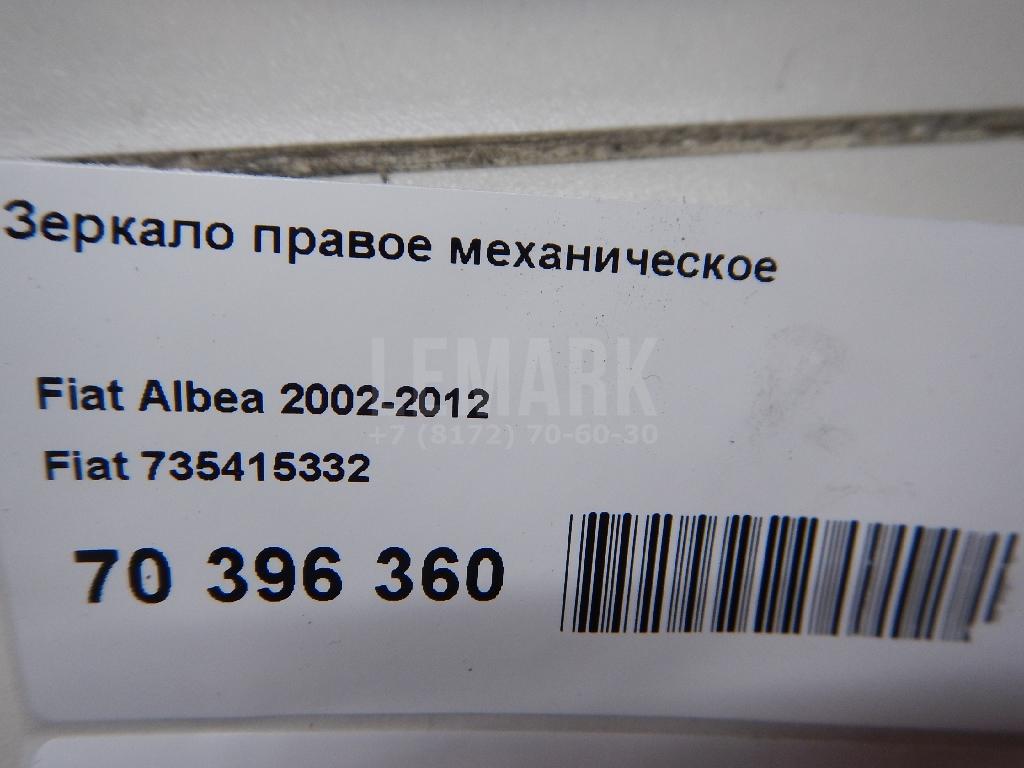 Зеркало правое механическое
LEMARK
Fiat Albea 2002-2012
+7 (8172) 70-60-30
Fiat 735415332
70 396 360